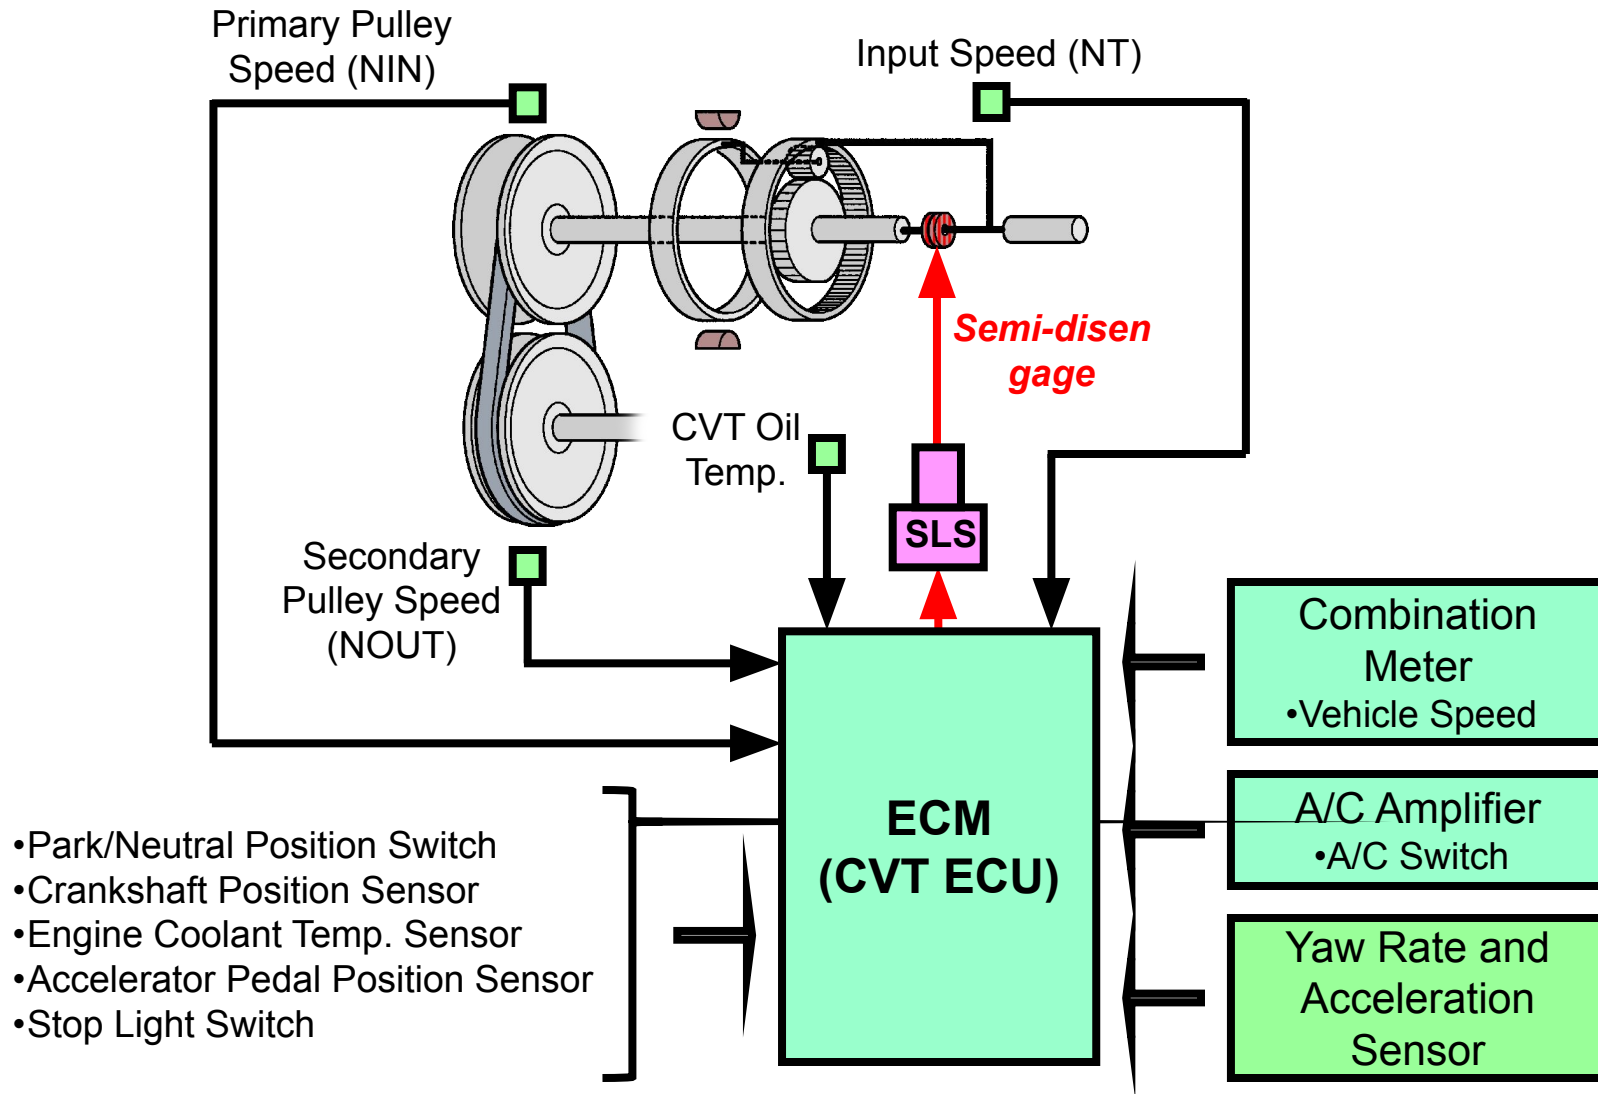 Primary Pulley
Speed (NIN)
Input Speed (NT)
Semi-disen
gage
CVT Oil
Temp.
SLS
Secondary
Pulley Speed
(NOUT)
Combination
Meter
•Vehicle Speed
A/C Amplifier
•A/C Switch
ECM
(CVT ECU)
•Park/Neutral Position Switch
•Crankshaft Position Sensor
•Engine Coolant Temp. Sensor
•Accelerator Pedal Position Sensor
•Stop Light Switch
Yaw Rate and
Acceleration
Sensor